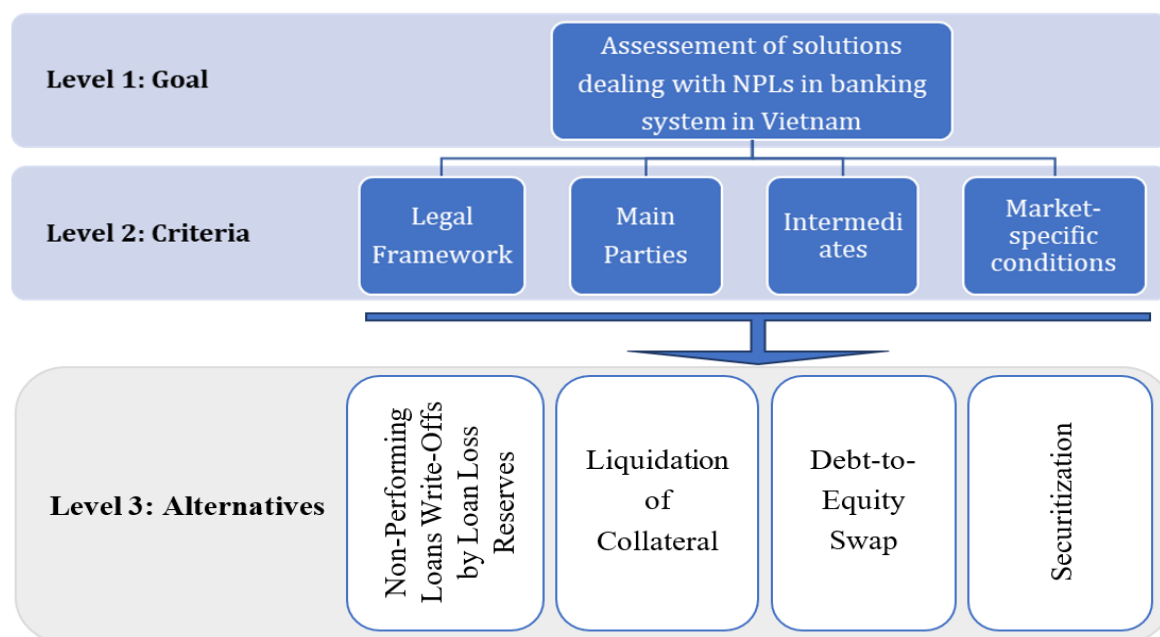 Level 1: Goal
Assessement of solutions
dealing with NPLs in banking
system in Vietnam
Level 2: Criteria
Legal
Framework
Main
Parties
Intermedi
ates
Market-
specific
conditions
Level 3: Alternatives
Non-Performing
Loans Write-Offs
by Loan Loss
Reserves
Liquidation
of
Collateral
Debt-to-
Equity
Swap
Securitization